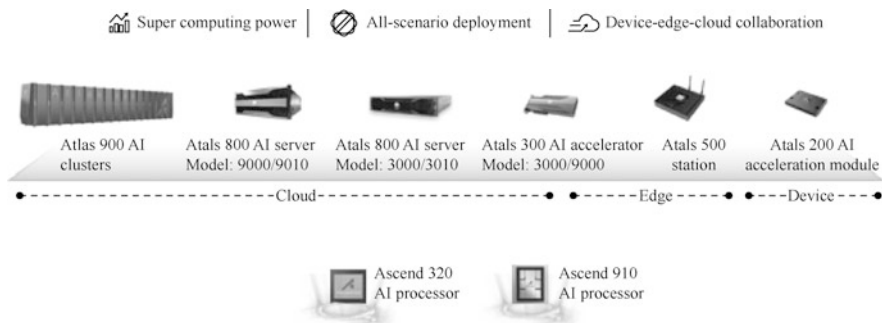 Super computing power
All-scenario deployment
Device-edge-cloud collaboration
Atlas 900 AI
clusters
Atals 800 AI server
Model: 9000/9010
Atals 800 AI server
Model: 3000/3010
Atals 300 AI accelerator
Model: 3000/9000
Atals 500
station
Atals 200 AI
acceleration module
Cloud
Edge
Device
Ascend 320
AI processor
Ascend 910
AI processor